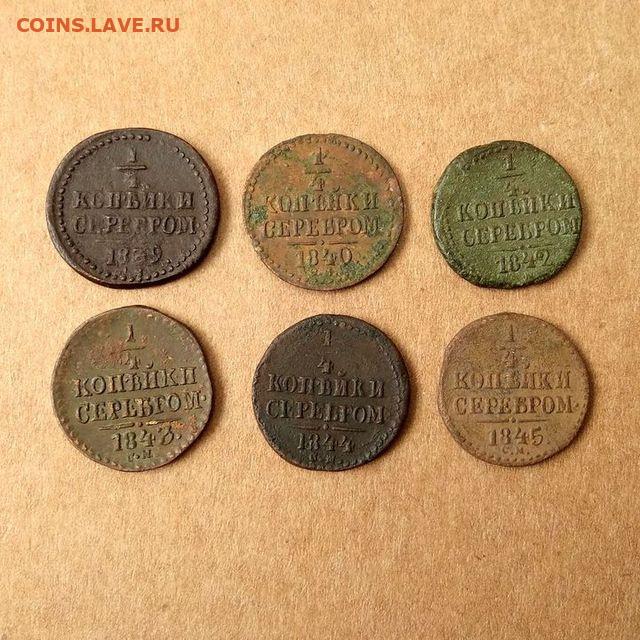 COINS.LAVE.RU
1/4
КОПѢЙКИ
СЕРЕБРОМ
1839
1/4
КОПѢЙКИ
СЕРЕБРОМ
1840.
1/4
КОПѢЙКИ
СЕРЕБРОМ
1842
1/4
КОПѢЙКИ
СЕРЕБРОМ.
1843.
С.М.
1/4
КОПѢЙКИ
СЕРЕБРОМ
1844
1/4
КОПѢЙКИ
СЕРЕБРОМ.
1845.
С.М.